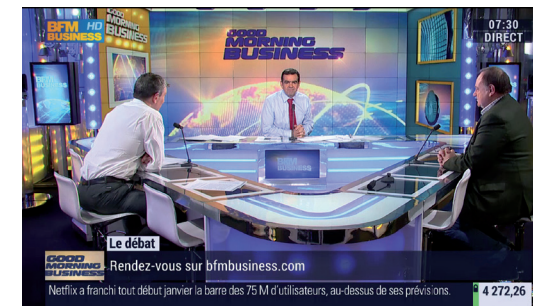 BFM HD
BUSINESS
GOOD
MORNING
BUSINESS
GOOD
MORNING
BUSINESS
07:30
DIRECT
BFM
BUSINESS
Le débat
GOOD
MORNING
BUSINESS
Rendez-vous sur bfmbusiness.com
Netflix a franchi tout début janvier la barre des 75 M d'utilisateurs, au-dessus de ses prévisions.
4 272,26